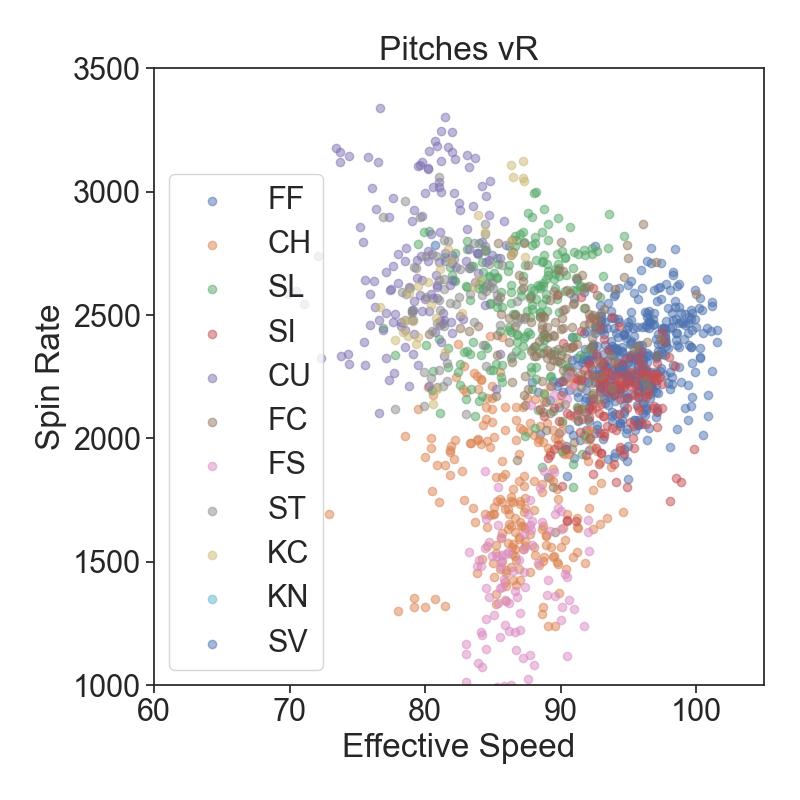 Pitches vR
3500
3000
2500
2000
1500
1000
Spin Rate
FF
CH
SL
SI
CU
FC
FS
ST
KC
KN
SV
60 70 80 90 100
Effective Speed